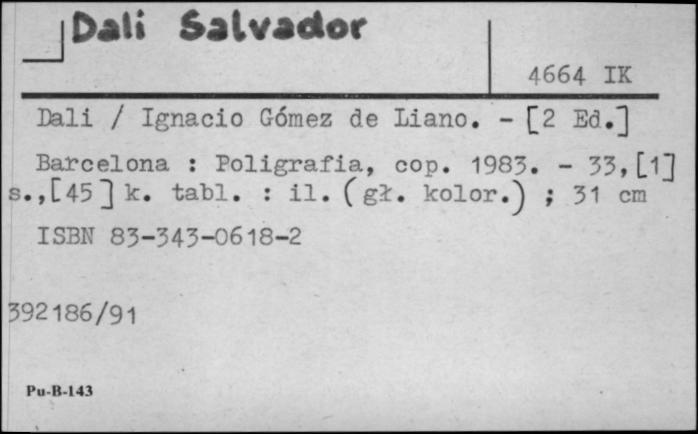 Dali Salvador
4664 IK
Dali / Ignacio Gómez de Liano. - [2 Ed.]
Barcelona : Poligrafia, cop. 1983. - 33,[1]
s.,[45] k. tabl. : il. (gł. kolor.) ; 31 cm
ISBN 83-343-0618-2
392186/91
Pu-B-143